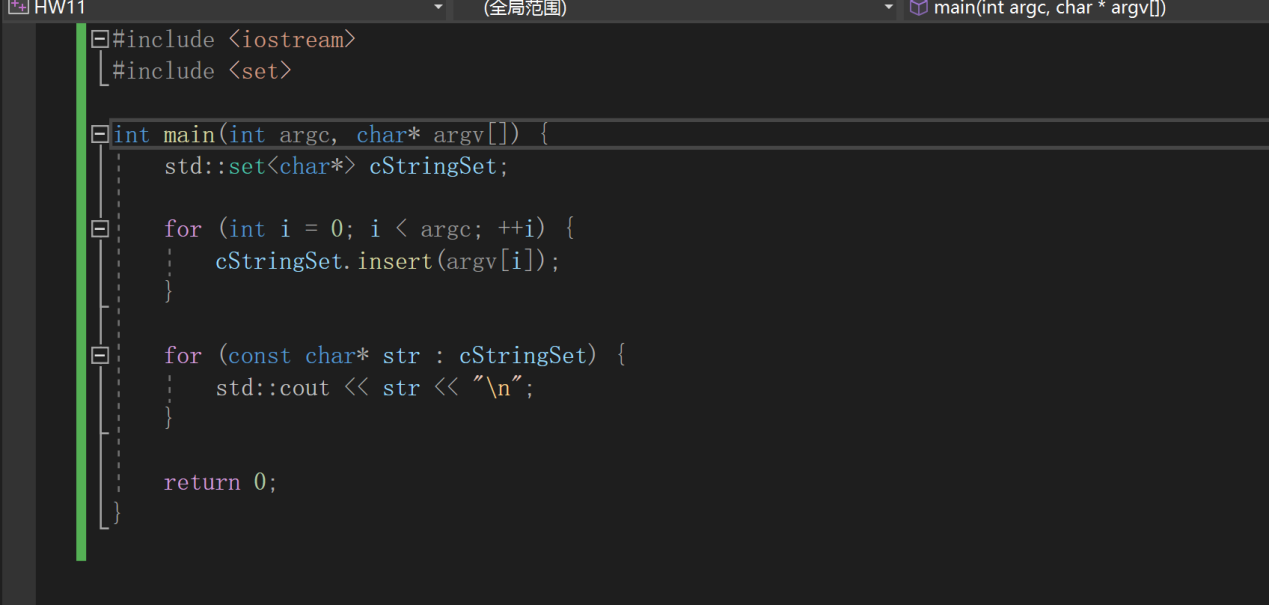 HW11 (全局范围) main(int argc, char * argv[])
#include <iostream>
#include <set>
int main(int argc, char* argv[]) {
std::set<char*> cStringSet;
for (int i = 0; i < argc; ++i) {
cStringSet.insert(argv[i]);
}
for (const char* str : cStringSet) {
std::cout << str << "\n";
}
return 0;
}